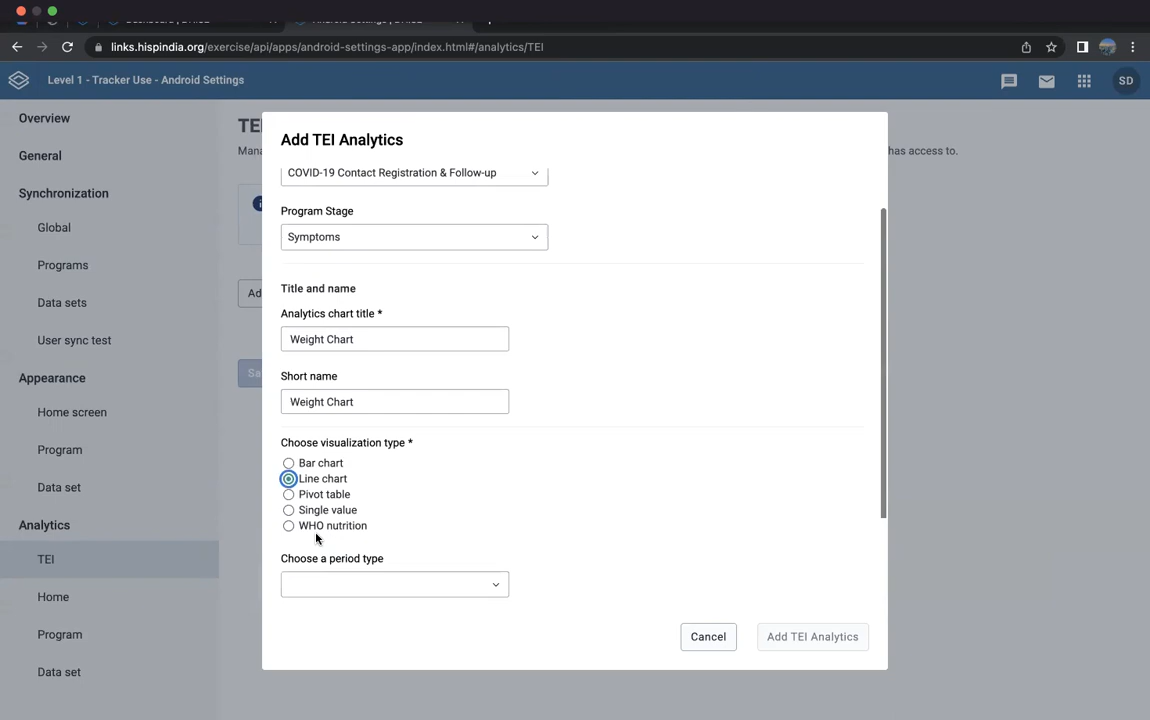 links.hispindia.org/exercise/api/apps/android-settings-app/index.html#/analytics/TEI
Level 1 - Tracker Use - Android Settings
SD
Overview
General
Synchronization
Global
Programs
Data sets
User sync test
Appearance
Home screen
Program
Data set
Analytics
TEI
Home
Program
Data set
has access to.
Add TEI Analytics
COVID-19 Contact Registration & Follow-up
Program Stage
Symptoms
Title and name
Analytics chart title *
Weight Chart
Short name
Weight Chart
Choose visualization type *
Bar chart
Line chart
Pivot table
Single value
WHO nutrition
Choose a period type
Cancel
Add TEI Analytics